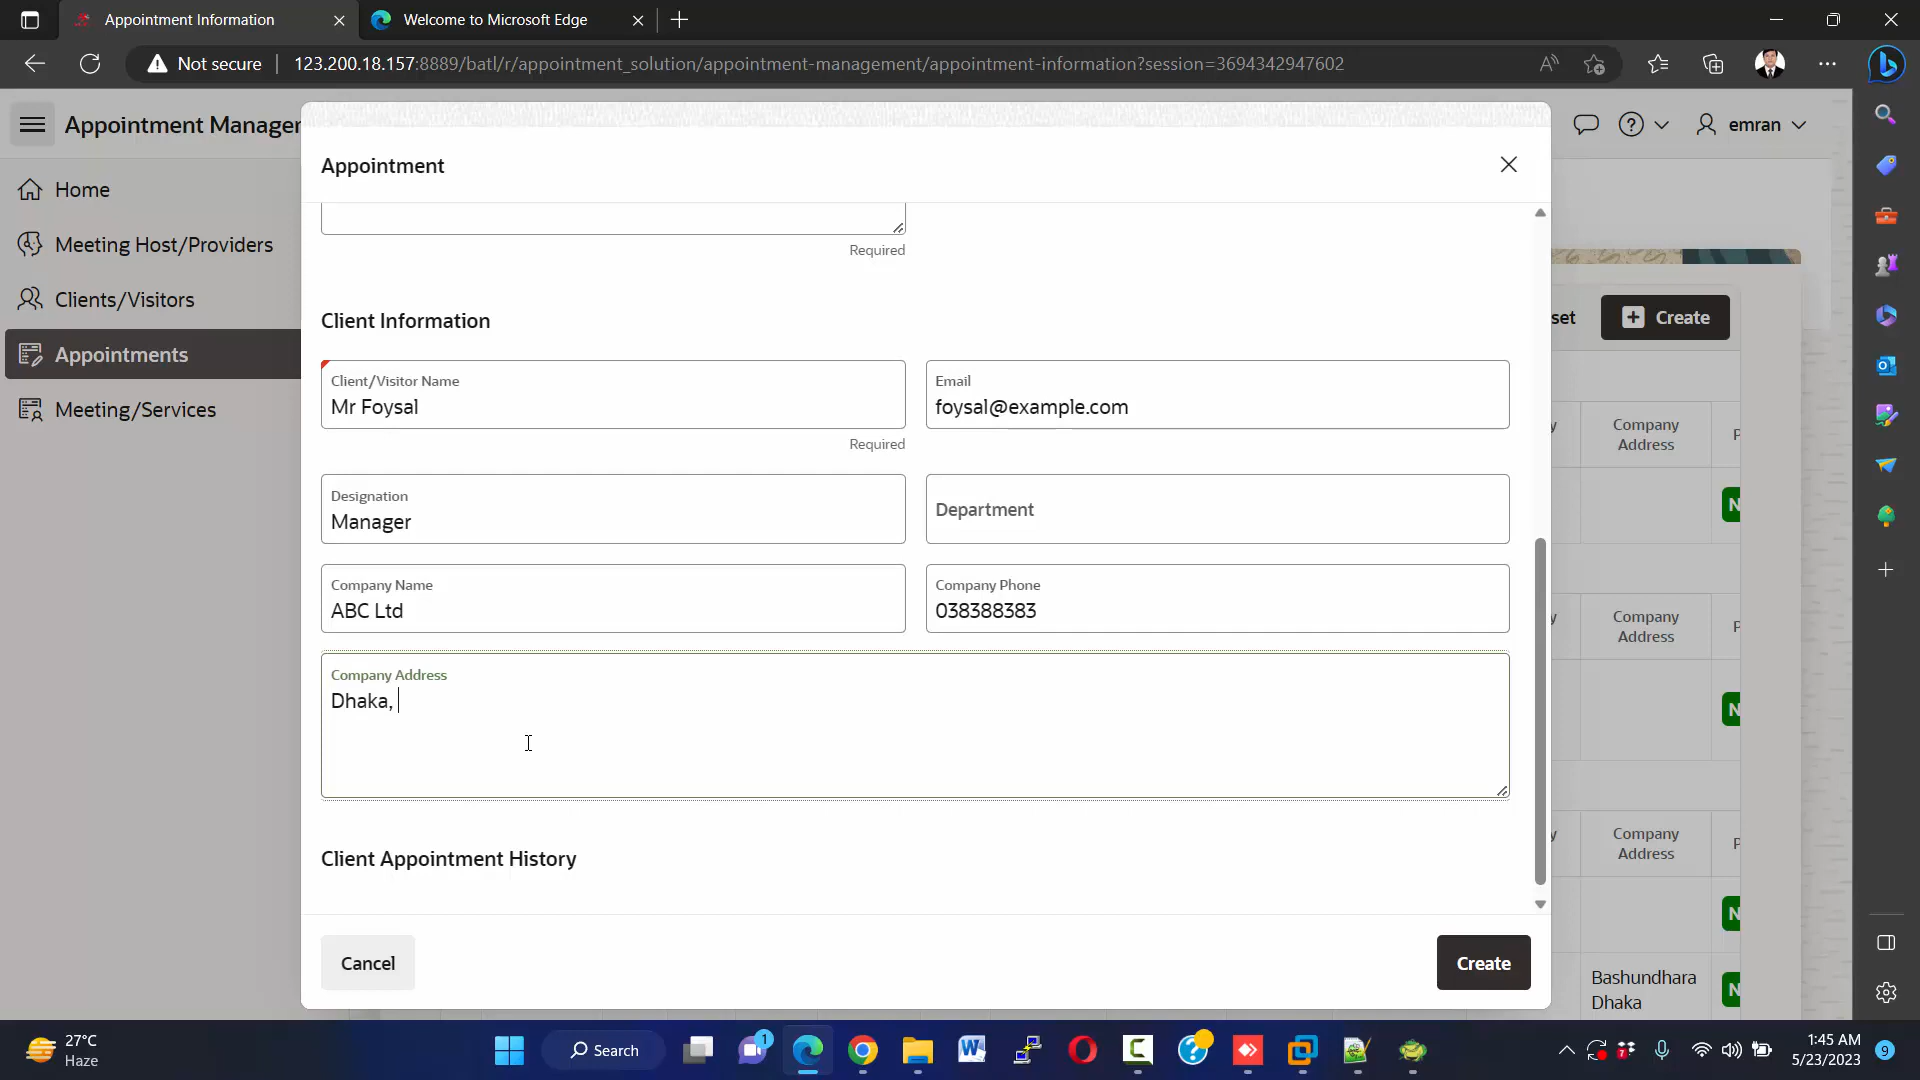 Appointment Information
Welcome to Microsoft Edge
Not secure
123.200.18.157:8889/batl/r/appointment_solution/appointment-management/appointment-information?session=3694342947602
Appointment Manager
emran
Home
Meeting Host/Providers
Clients/Visitors
Appointments
Meeting/Services
Appointment
Required
Client Information
Client/Visitor Name
Mr Foysal
Required
Email
foysal@example.com
Designation
Manager
Department
Company Name
ABC Ltd
Company Phone
038388383
Company Address
Dhaka,
Client Appointment History
Cancel
Create
set
Create
y
Company
Address
P
N
y
Company
Address
P
N
y
Company
Address
P
N
Bashundhara
Dhaka
N
27°C
Haze
Search
1
1:45 AM
5/23/2023
9